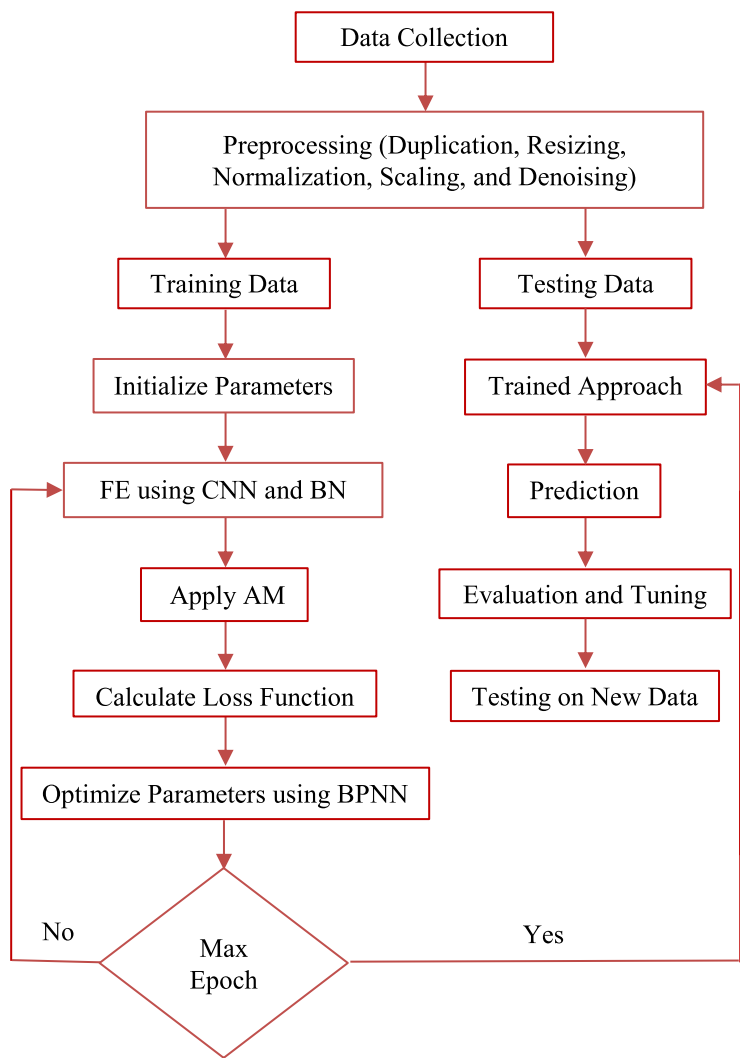 Data Collection
Preprocessing (Duplication, Resizing,
Normalization, Scaling, and Denoising)
Training Data
Testing Data
Initialize Parameters
Trained Approach
FE using CNN and BN
Prediction
Apply AM
Evaluation and Tuning
Calculate Loss Function
Testing on New Data
Optimize Parameters using BPNN
No
Max
Epoch
Yes